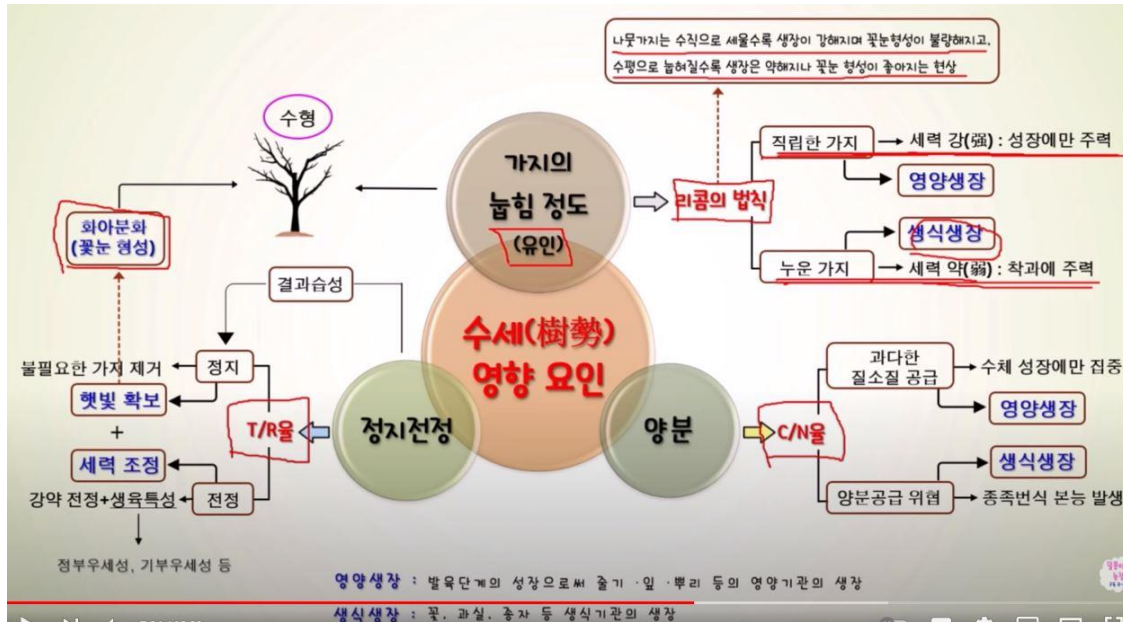 나뭇가지는 수직으로 세울수록 생장이 강해지며 꽃눈형성이 불량해지고,
수평으로 눕혀질수록 생장은 약해지나 꽃눈 형성이 좋아지는 현상
수형
가지의
눕힘 정도
(유인)
리콤의 법칙
직립한 가지
세력 강(强) : 성장에만 주력
영양생장
생식생장
누운 가지
세력 약(弱) : 착과에 주력
화아분화
(꽃눈 형성)
결과습성
수세(樹勢)
영향 요인
불필요한 가지 제거
정지
햇빛 확보
+
세력 조정
강약 전정+생육특성
전정
정부우세성, 기부우세성 등
T/R율
정지전정
양분
C/N율
과다한
질소질 공급
수체 성장에만 집중
영양생장
생식생장
양분공급 위협
종족번식 본능 발생
영양생장 : 발육단계의 성장으로써 줄기 ·잎 ·뿌리 등의 영양기관의 생장
생식생장 : 꽃, 과실, 종자 등 생식기관의 생장